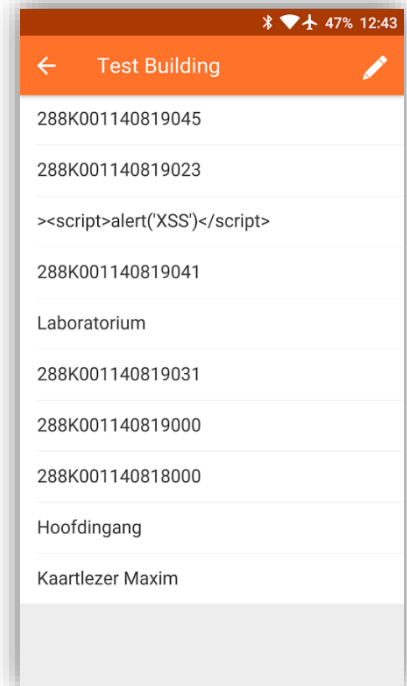 47% 12:43
Test Building
288K001140819045
288K001140819023
><script>alert('XSS')</script>
288K001140819041
Laboratorium
288K001140819031
288K001140819000
288K001140818000
Hoofdingang
Kaartlezer Maxim